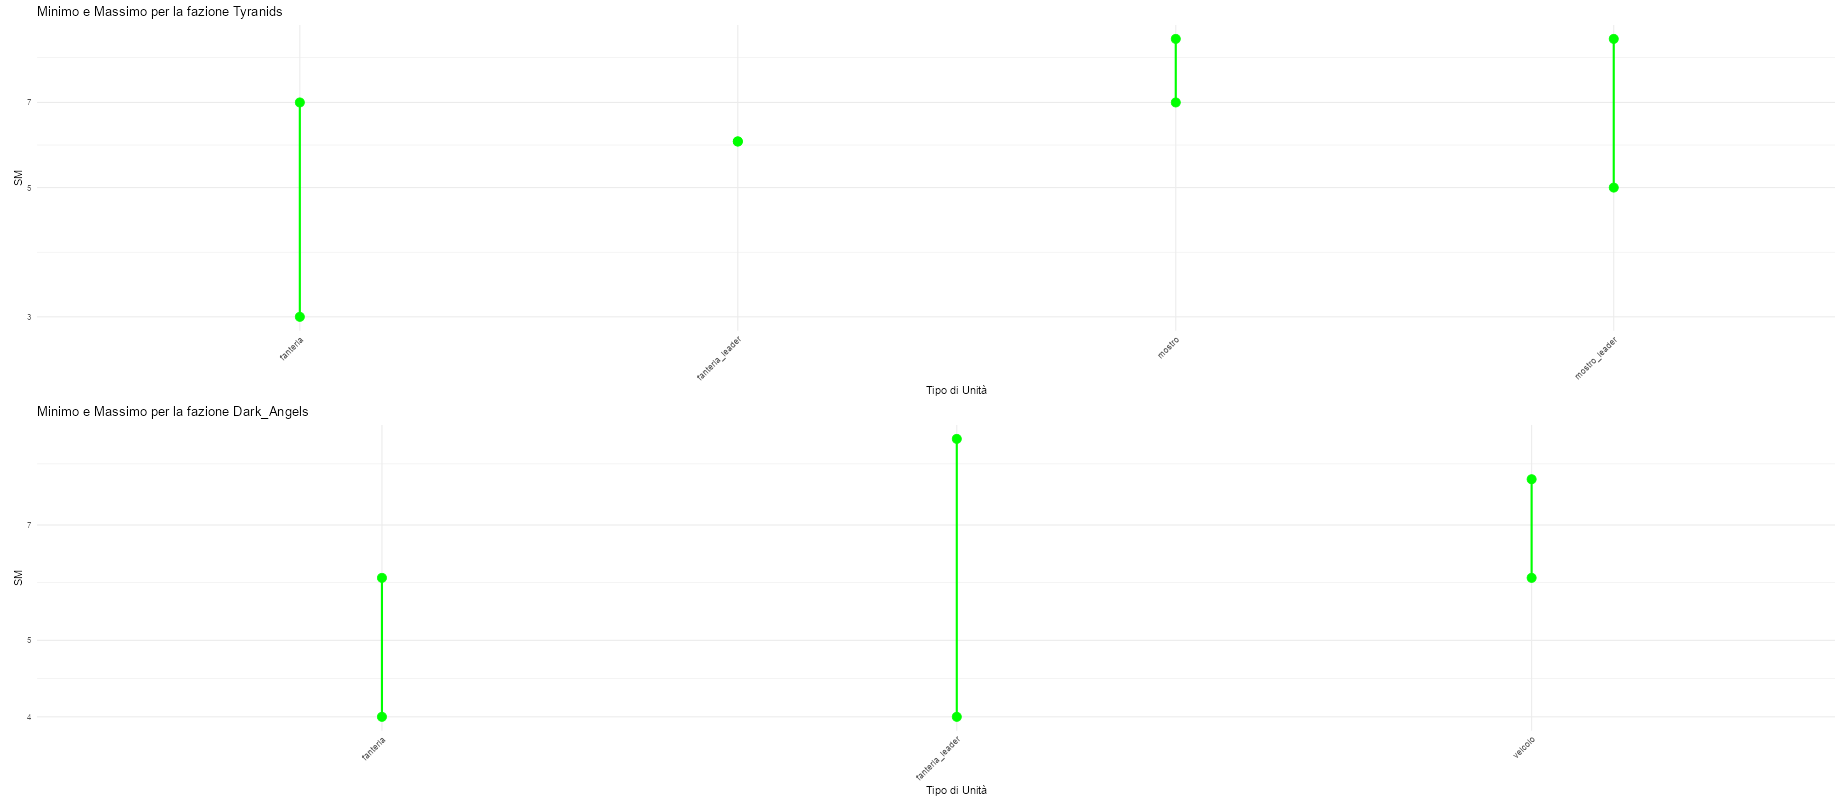 Minimo e Massimo per la fazione Tyranids
7
5
3
SM
fanteria
fanteria_leader
mostro
mostro_leader
Tipo di Unità
Minimo e Massimo per la fazione Dark_Angels
7
5
4
SM
fanteria
fanteria_leader
veicolo
Tipo di Unità